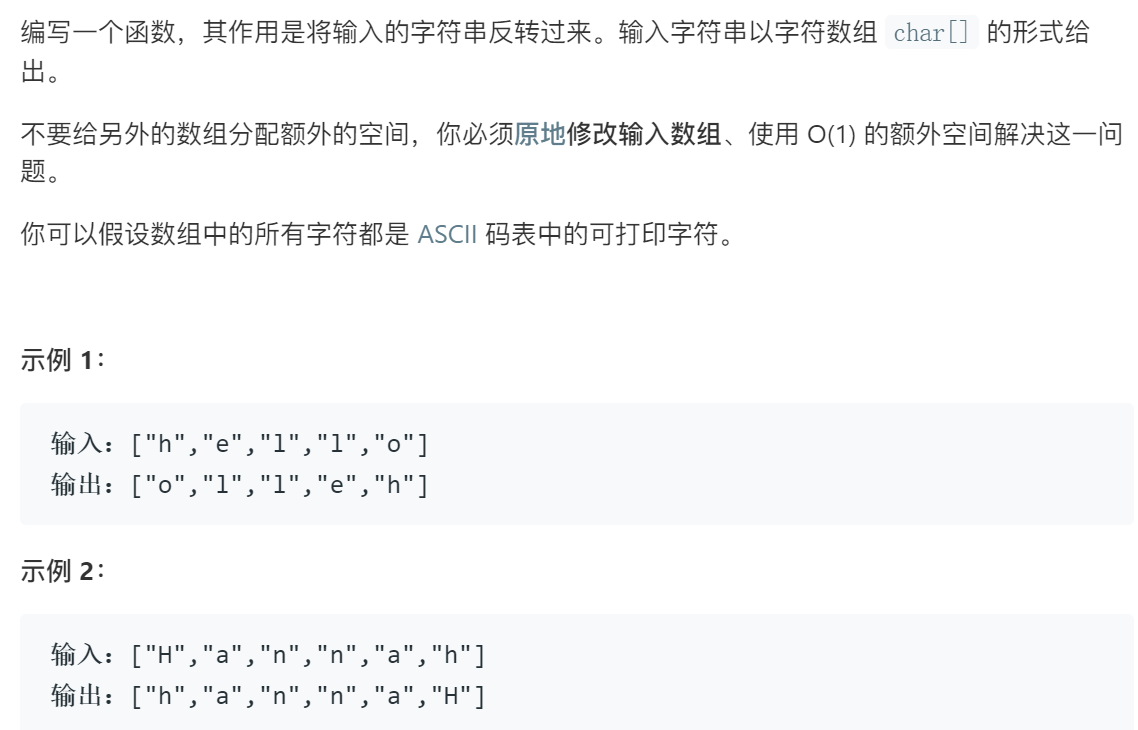 编写一个函数，其作用是将输入的字符串反转过来。输入字符串以字符数组 char[] 的形式给
出。
不要给另外的数组分配额外的空间，你必须原地修改输入数组、使用 O(1) 的额外空间解决这一问
题。
你可以假设数组中的所有字符都是 ASCII 码表中的可打印字符。
示例 1：
输入：["h","e","l","l","o"]
输出：["o","l","l","e","h"]
示例 2：
输入：["H","a","n","n","a","h"]
输出：["h","a","n","n","a","H"]